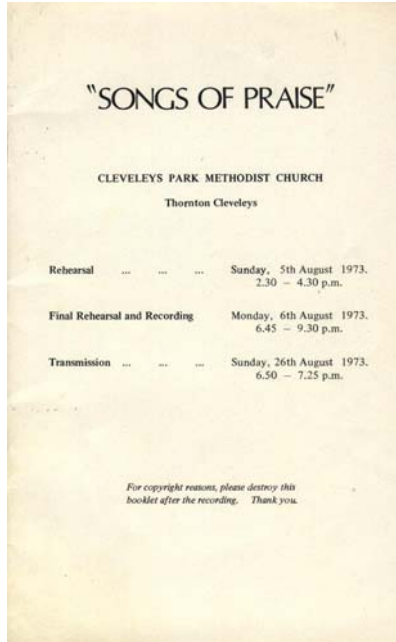 "SONGS OF PRAISE"
CLEVELEYS PARK METHODIST CHURCH
Thornton Cleveleys
Rehearsal ... ... ... Sunday, 5th August 1973.
2.30 – 4.30 p.m.
Final Rehearsal and Recording Monday, 6th August 1973.
6.45 – 9.30 p.m.
Transmission ... ... ... Sunday, 26th August 1973.
6.50 – 7.25 p.m.
For copyright reasons, please destroy this
booklet after the recording. Thank you.